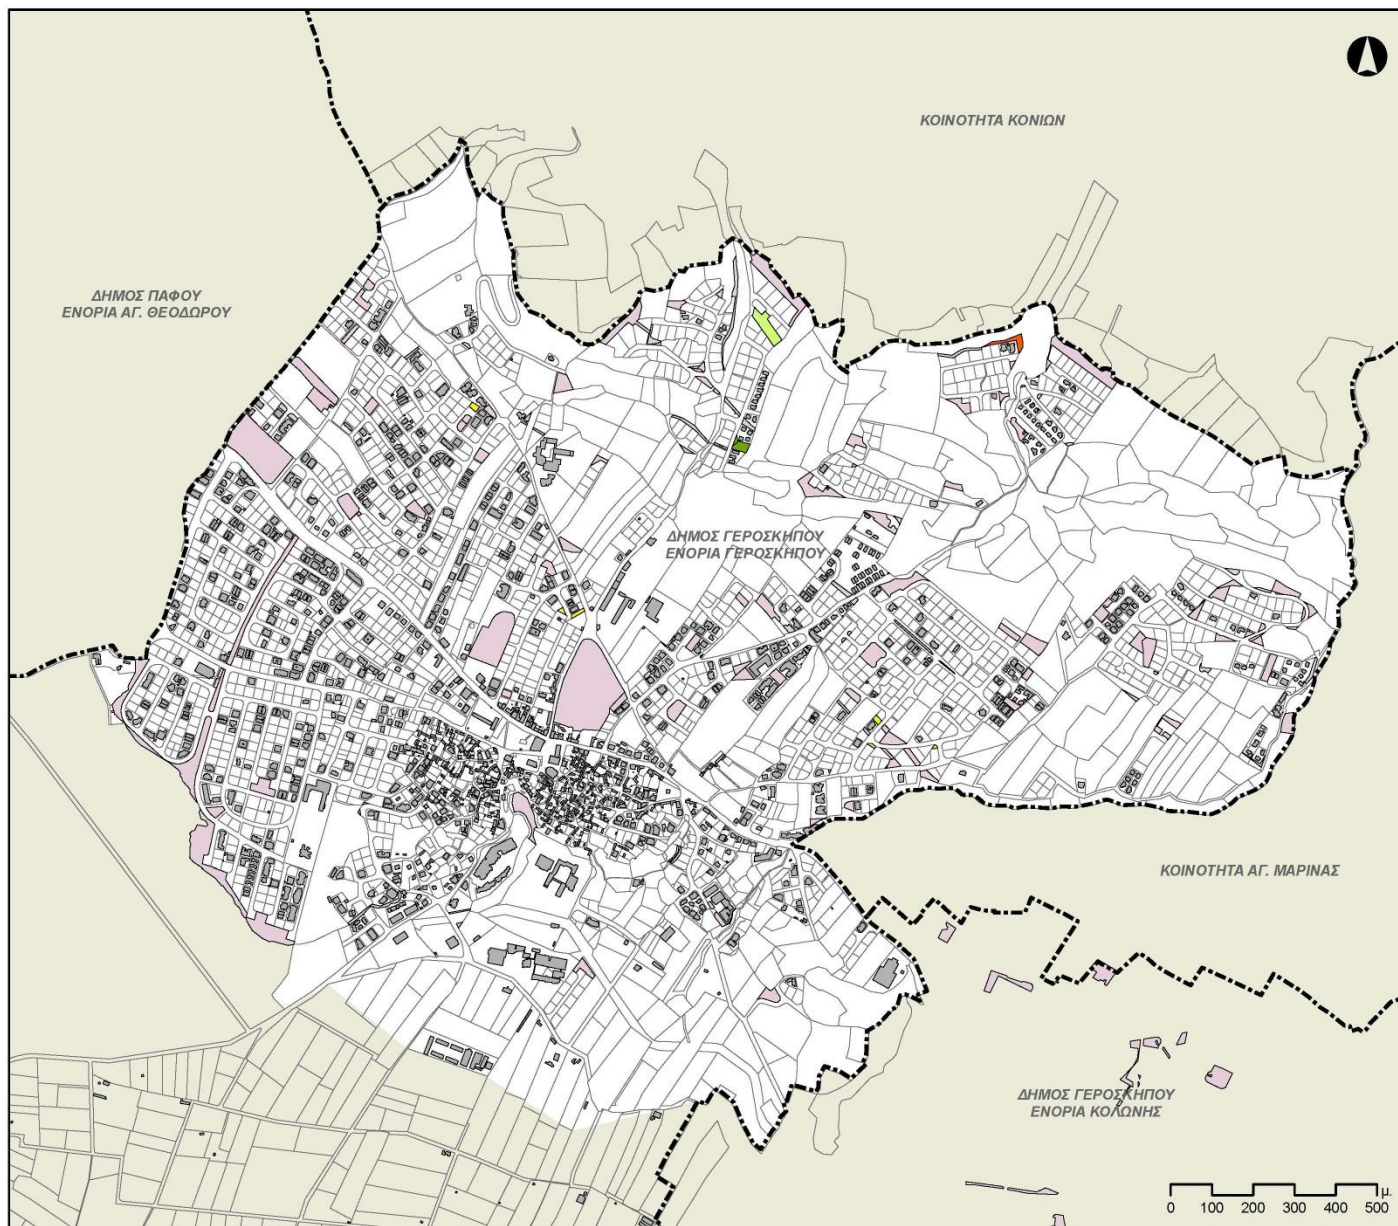 ΚΟΙΝΟΤΗΤΑ ΚΟΝΙΩΝ
ΔΗΜΟΣ ΠΑΦΟΥ
ΕΝΟΡΙΑ ΑΓ. ΘΕΟΔΩΡΟΥ
ΔΗΜΟΣ ΓΕΡΟΣΚΗΠΟΥ
ΕΝΟΡΙΑ ΓΕΡΟΣΚΗΠΟΥ
ΚΟΙΝΟΤΗΤΑ ΑΓ. ΜΑΡΙΝΑΣ
ΔΗΜΟΣ ΓΕΡΟΣΚΗΠΟΥ
ΕΝΟΡΙΑ ΚΟΛΩΝΗΣ
μ.
0 100 200 300 400 500